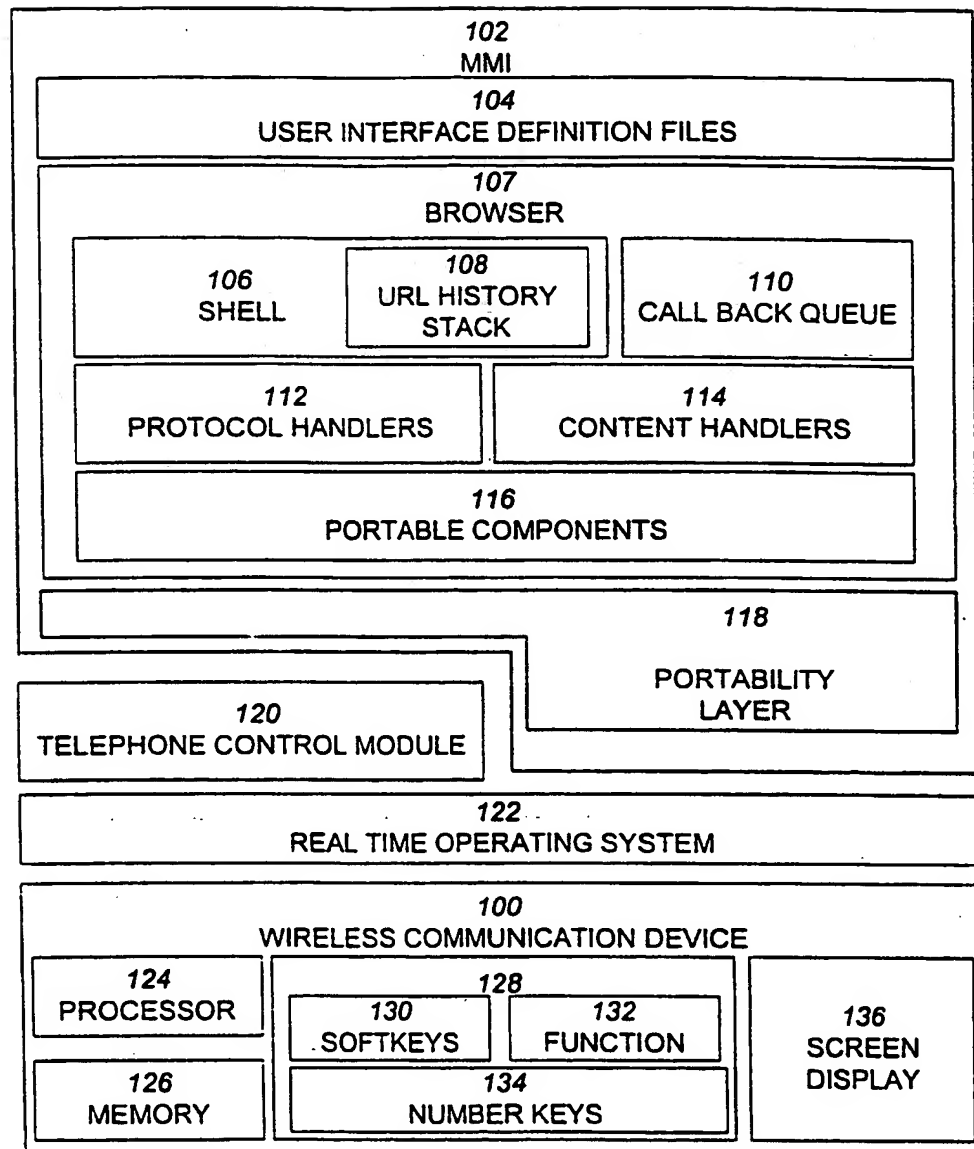 102
MMI
104
USER INTERFACE DEFINITION FILES
107
BROWSER
106
SHELL
108
URL HISTORY
STACK
110
CALL BACK QUEUE
112
PROTOCOL HANDLERS
114
CONTENT HANDLERS
116
PORTABLE COMPONENTS
118
PORTABILITY
LAYER
120
TELEPHONE CONTROL MODULE
122
REAL TIME OPERATING SYSTEM
100
WIRELESS COMMUNICATION DEVICE
124
PROCESSOR
126
MEMORY
128
130
SOFTKEYS
132
FUNCTION
134
NUMBER KEYS
136
SCREEN
DISPLAY